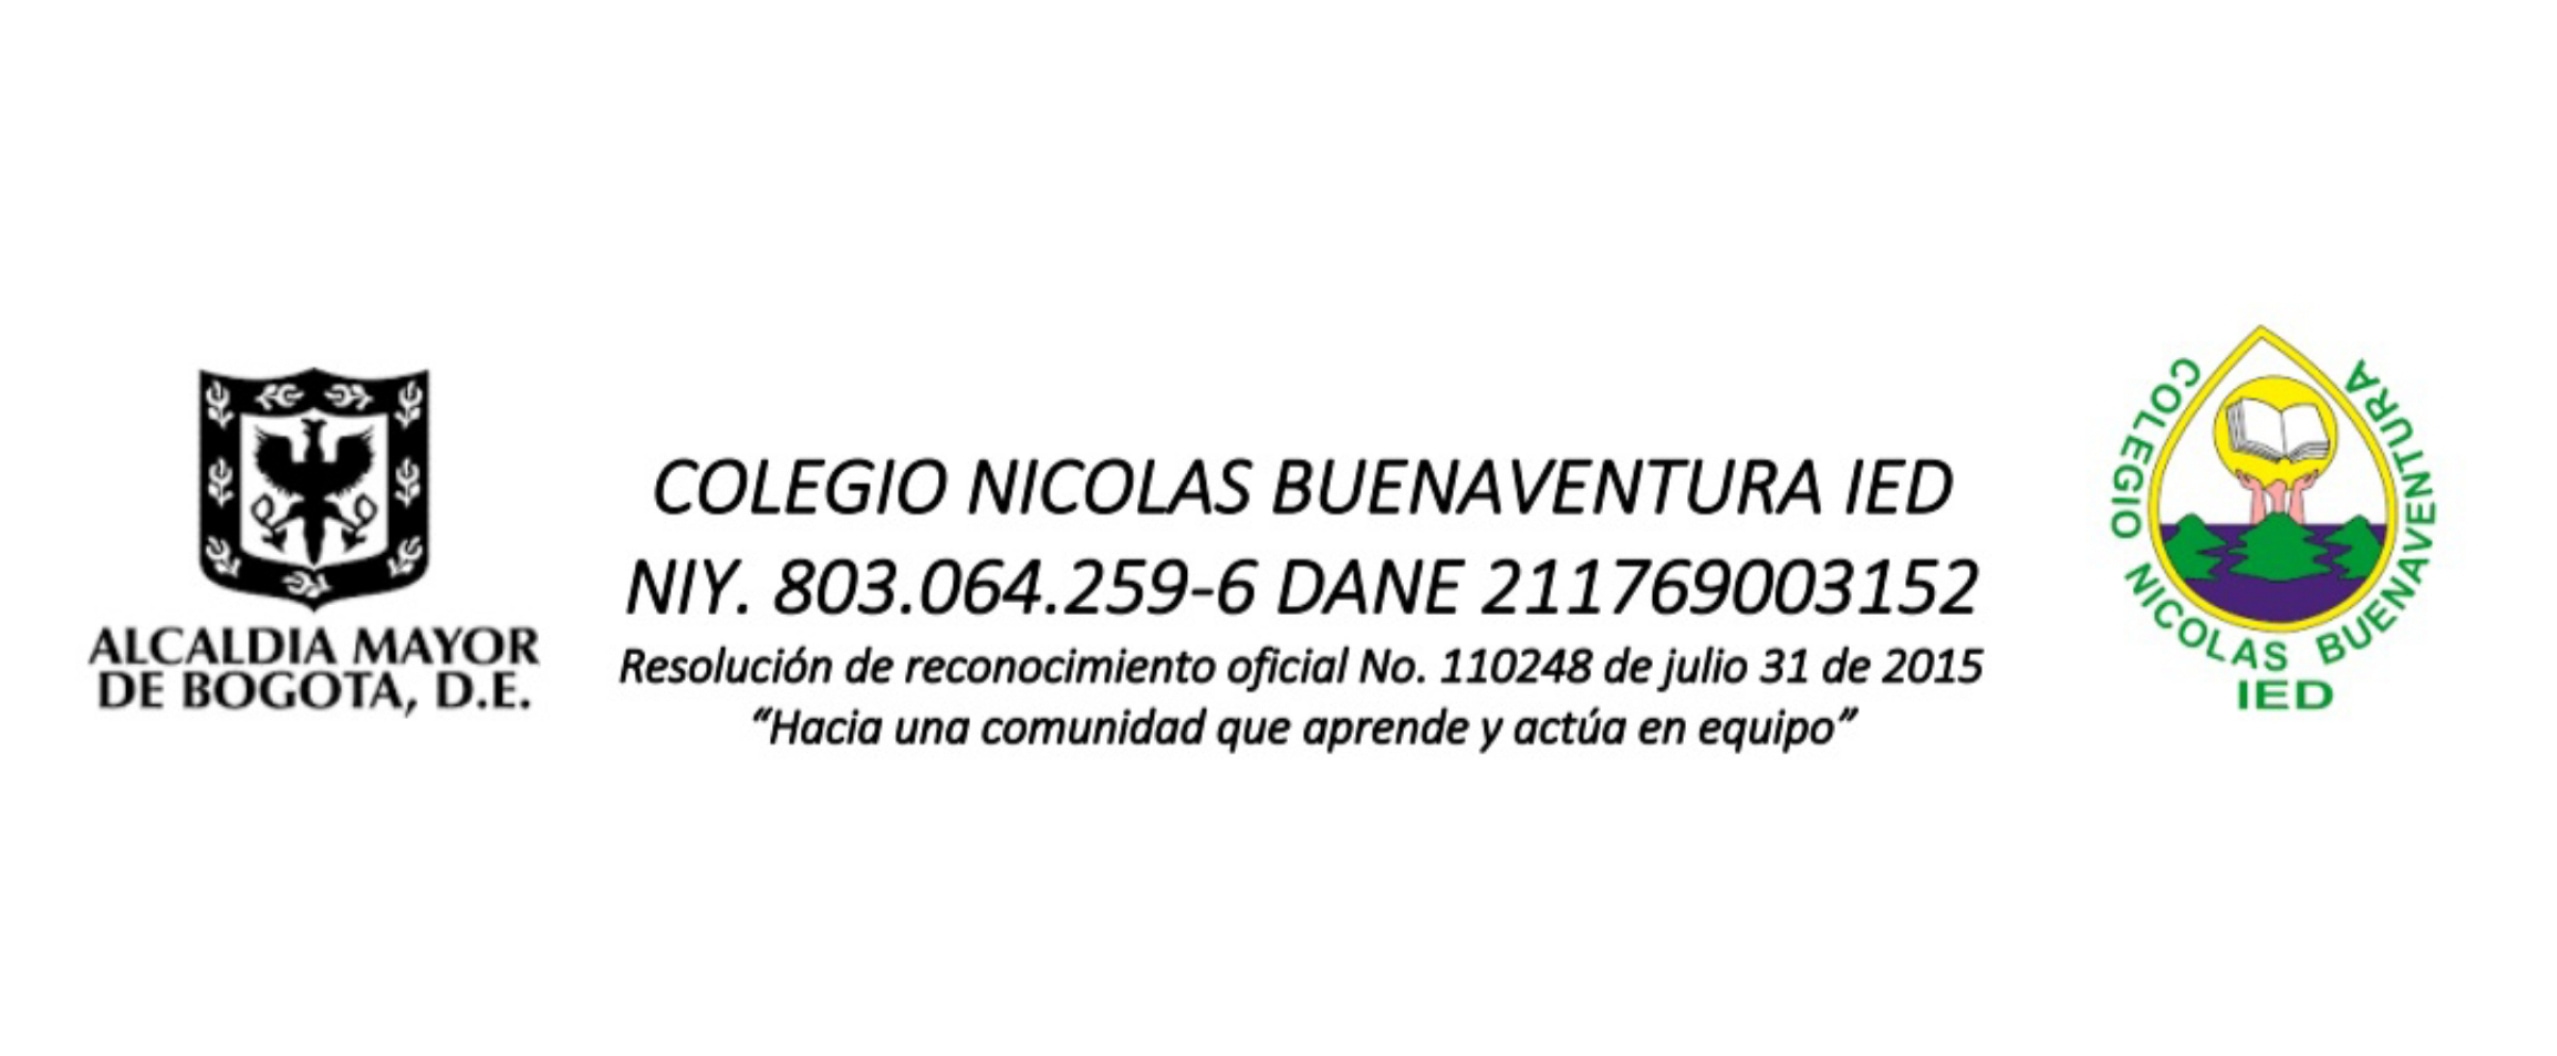 ALCALDIA MAYOR
DE BOGOTA, D.E.
COLEGIO NICOLAS BUENAVENTURA IED
NIY. 803.064.259-6 DANE 211769003152
Resolución de reconocimiento oficial No. 110248 de julio 31 de 2015
“Hacia una comunidad que aprende y actúa en equipo”
COLEGIO NICOLAS BUENAVENTURA
IED